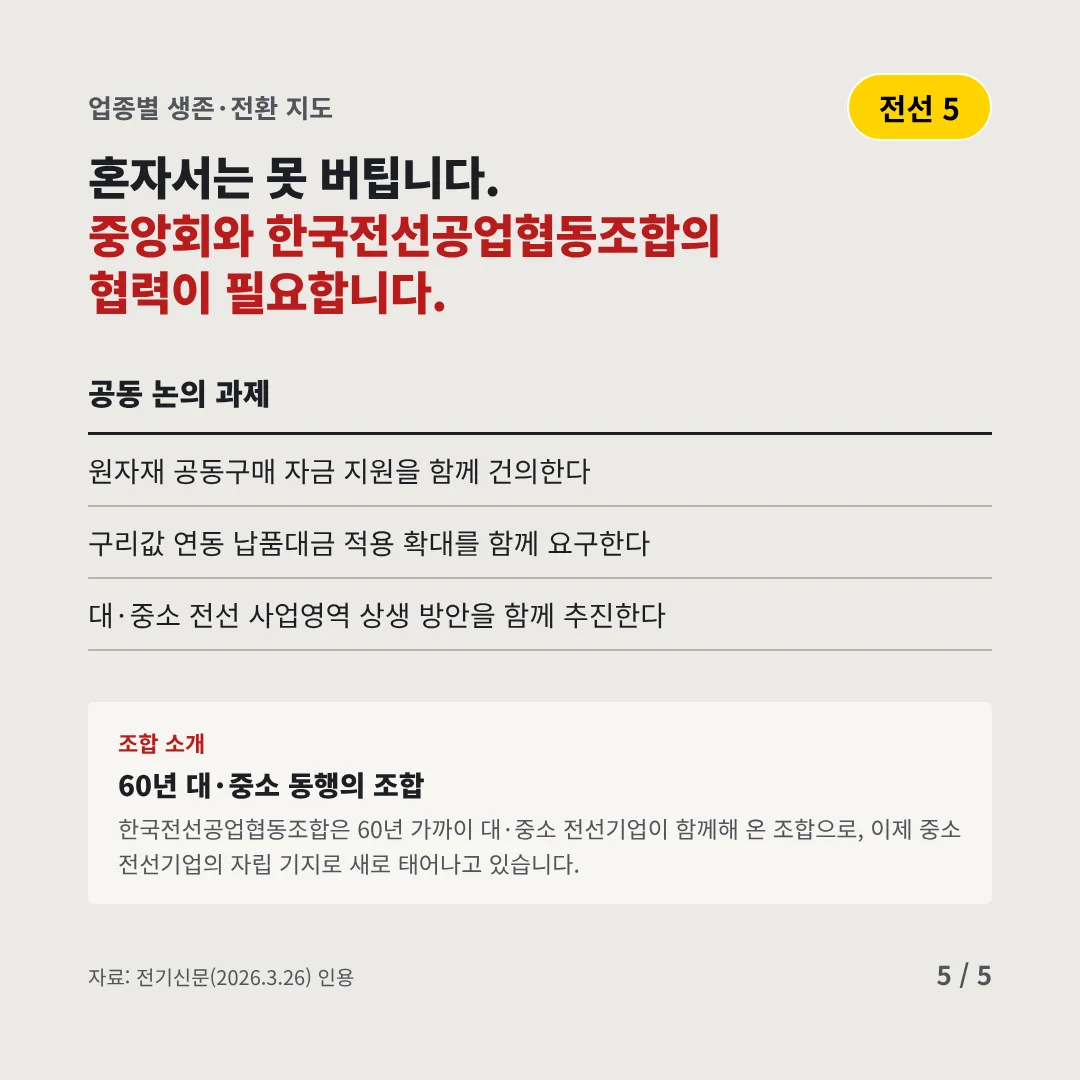 업종별 생존·전환 지도
전선 5
혼자서는 못 버팁니다.
중앙회와 한국전선공업협동조합의
협력이 필요합니다.
공동 논의 과제
원자재 공동구매 자금 지원을 함께 건의한다
구리값 연동 납품대금 적용 확대를 함께 요구한다
대·중소 전선 사업영역 상생 방안을 함께 추진한다
조합 소개
60년 대·중소 동행의 조합
한국전선공업협동조합은 60년 가까이 대·중소 전선기업이 함께해 온 조합으로, 이제 중소
전선기업의 자립 기지로 새로 태어나고 있습니다.
자료: 전기신문(2026.3.26) 인용
5 / 5